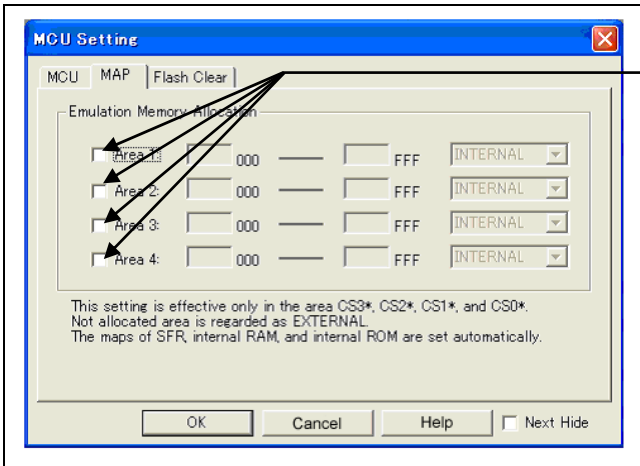 MCU Setting
MCU MAP Flash Clear
Emulation Memory Allocation
Area 1: 000 FFF INTERNAL
Area 2: 000 FFF INTERNAL
Area 3: 000 FFF INTERNAL
Area 4: 000 FFF INTERNAL
This setting is effective only in the area CS3*, CS2*, CS1*, and CS0*.
Not allocated area is regarded as EXTERNAL.
The maps of SFR, internal RAM, and internal ROM are set automatically.
OK Cancel Help Next Hide